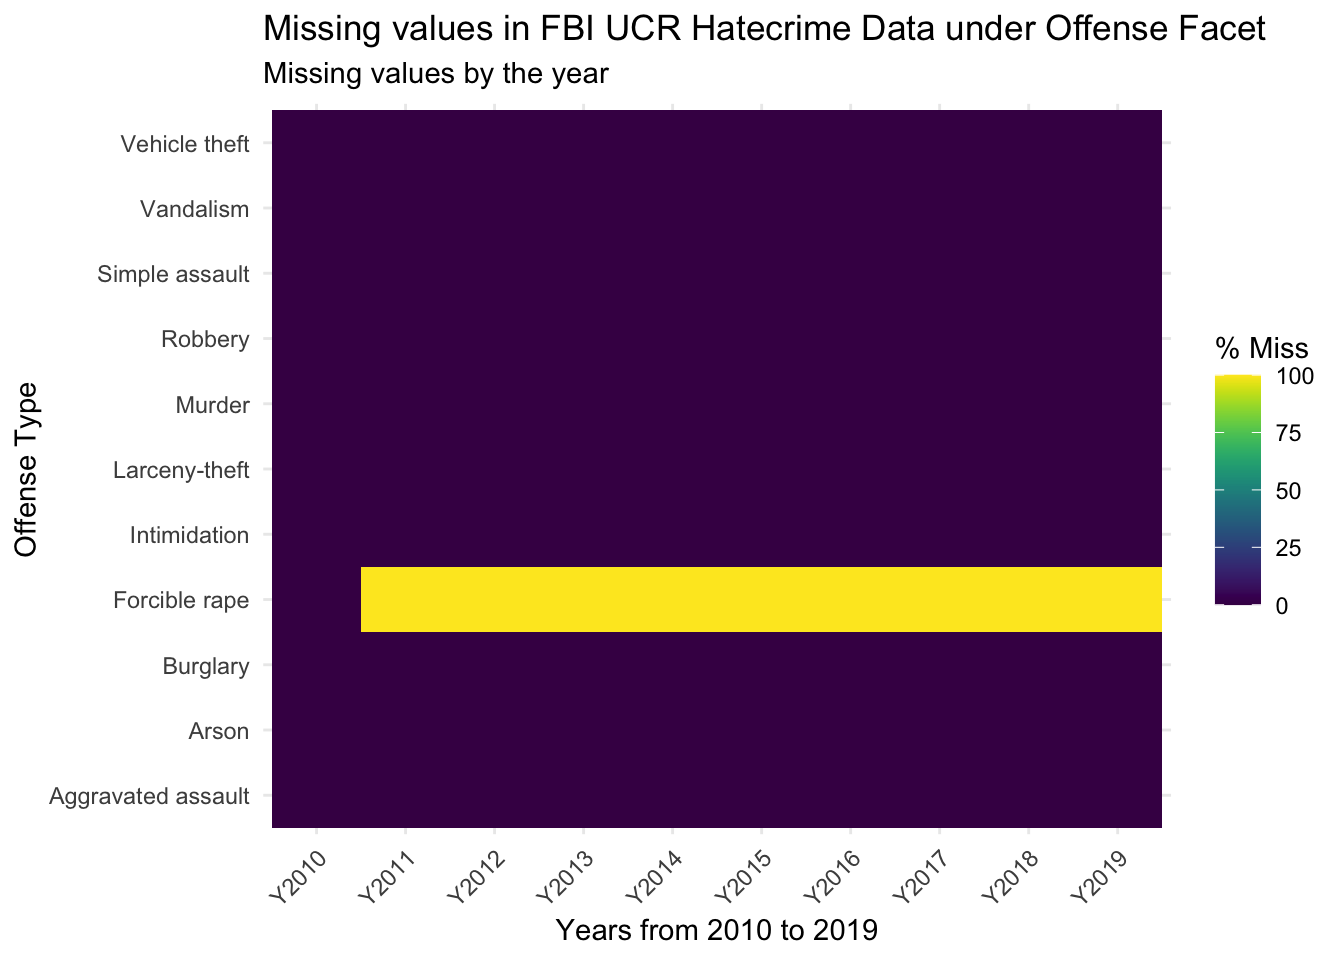 Missing values in FBI UCR Hatecrime Data under Offense Facet
Missing values by the year
Offense Type
Vehicle theft
Vandalism
Simple assault
Robbery
Murder
Larceny-theft
Intimidation
Forcible rape
Burglary
Arson
Aggravated assault
Y2010
Y2011
Y2012
Y2013
Y2014
Y2015
Y2016
Y2017
Y2018
Y2019
Years from 2010 to 2019
% Miss
100
75
50
25
0